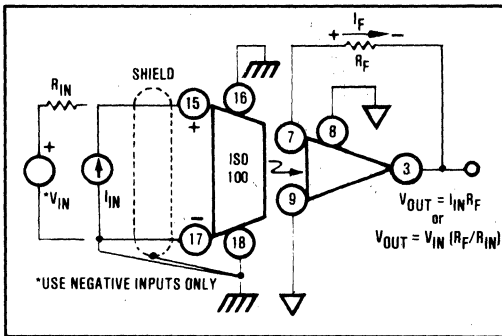 I_F
+ −
R_F
SHIELD
R_IN
15
16
+
7
8
+
*V_IN
I_IN
ISO
100
3
9
−
17
18
V_OUT = I_IN R_F
or
V_OUT = V_IN (R_F/R_IN)
*USE NEGATIVE INPUTS ONLY